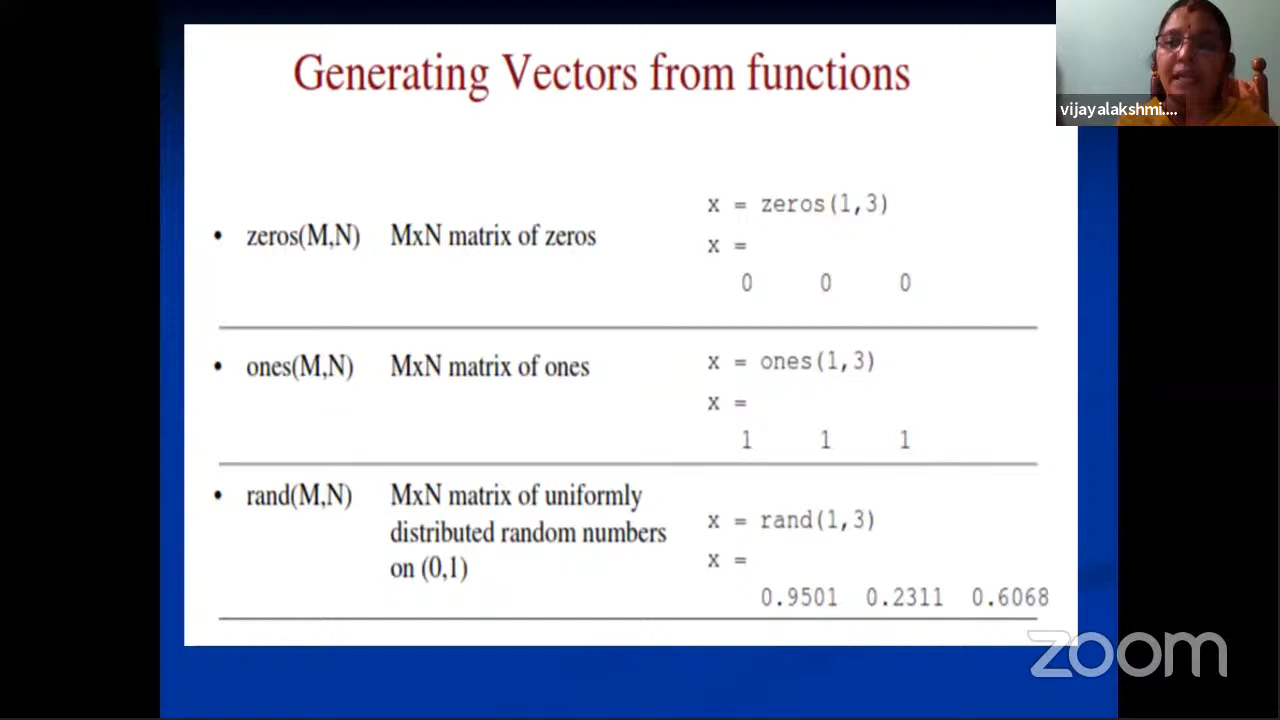 Generating Vectors from functions
vijayalakshmi....
• zeros(M,N) MxN matrix of zeros
x = zeros(1,3)
x =
0 0 0
• ones(M,N) MxN matrix of ones
x = ones(1,3)
x =
1 1 1
• rand(M,N) MxN matrix of uniformly
distributed random numbers
on (0,1)
x = rand(1,3)
x =
0.9501 0.2311 0.6068
zoom